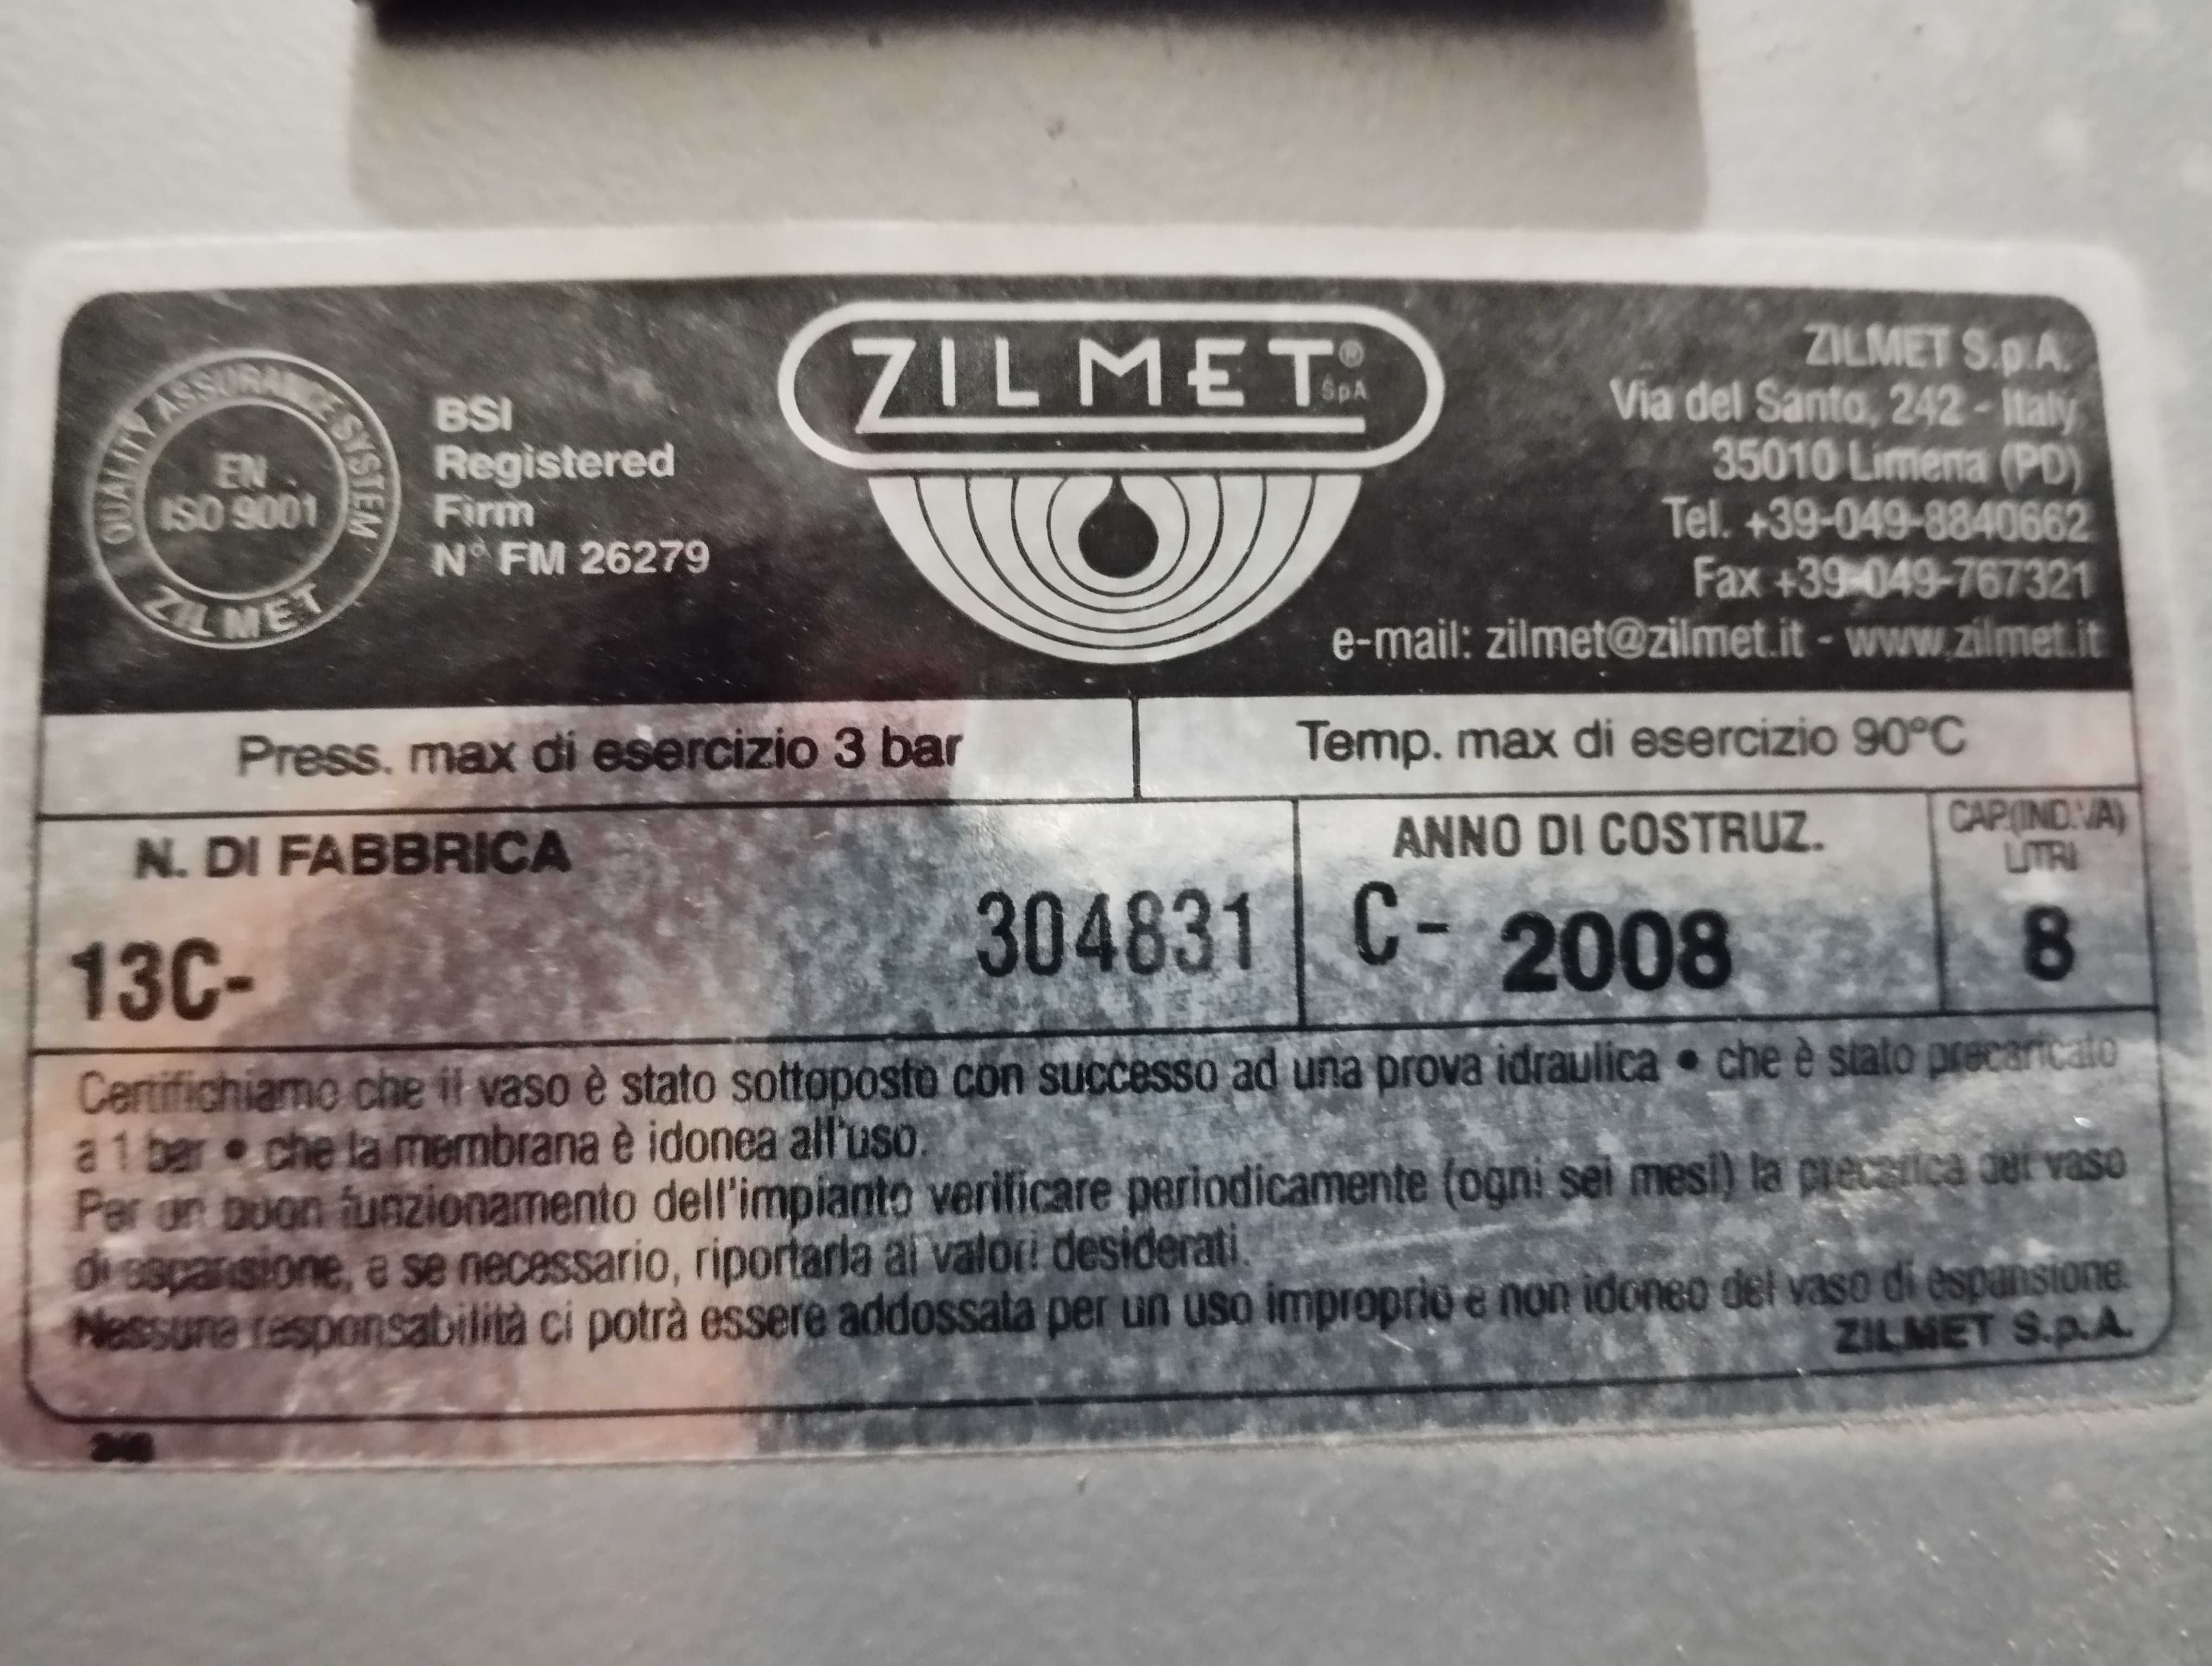 QUALITY ASSURANCE SYSTEM
EN
ISO 9001
ZILMET
BSI
Registered
Firm
N° FM 26279
ZILMET®
SpA
ZILMET S.p.A.
Via del Santo, 242 - Italy
35010 Limena (PD)
Tel. +39-049-8840662
Fax +39-049-767321
e-mail: zilmet@zilmet.it - www.zilmet.it
Press. max di esercizio 3 bar
Temp. max di esercizio 90°C
N. DI FABBRICA
13C- 304831
ANNO DI COSTRUZ.
C- 2008
CAP.(IND.VA)
LITRI
8
Certifichiamo che il vaso è stato sottoposto con successo ad una prova idraulica • che è stato precaricato
a 1 bar • che la membrana è idonea all'uso.
Per un buon funzionamento dell'impianto verificare periodicamente (ogni sei mesi) la precarica del vaso
di espansione, e se necessario, riportarla ai valori desiderati.
Nessuna responsabilità ci potrà essere addossata per un uso improprio e non idoneo del vaso di espansione.
ZILMET S.p.A.